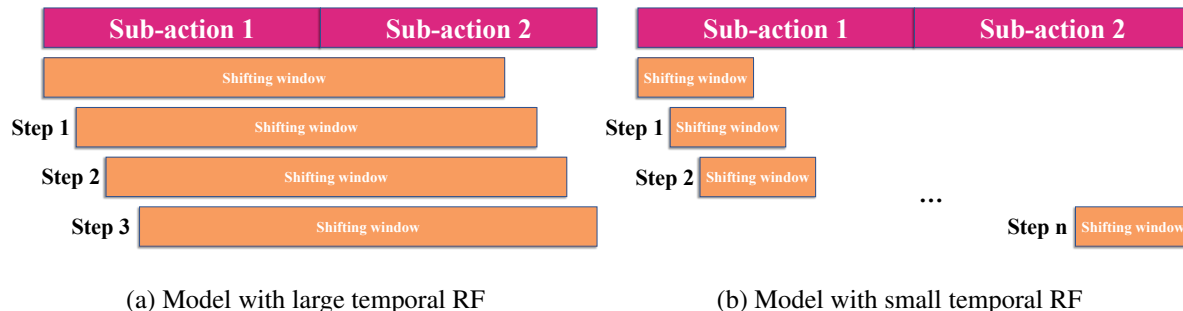 Sub-action 1 Sub-action 2
Shifting window
Step 1 Shifting window
Step 2 Shifting window
Step 3 Shifting window
(a) Model with large temporal RF
Sub-action 1 Sub-action 2
Shifting window
Step 1 Shifting window
Step 2 Shifting window
...
Step n Shifting window
(b) Model with small temporal RF